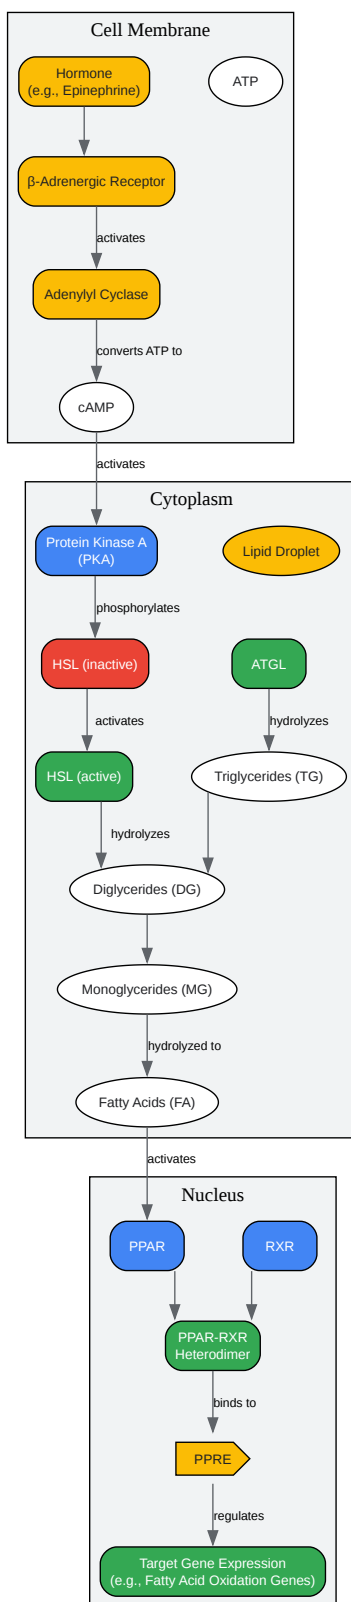 Cell Membrane
Hormone
(e.g., Epinephrine)
ATP
β-Adrenergic Receptor
activates
Adenylyl Cyclase
converts ATP to
cAMP
activates
Cytoplasm
Protein Kinase A
(PKA)
Lipid Droplet
phosphorylates
HSL (inactive)
ATGL
activates
hydrolyzes
HSL (active)
Triglycerides (TG)
hydrolyzes
Diglycerides (DG)
Monoglycerides (MG)
hydrolyzed to
Fatty Acids (FA)
activates
Nucleus
PPAR
RXR
PPAR-RXR
Heterodimer
binds to
PPRE
regulates
Target Gene Expression
(e.g., Fatty Acid Oxidation Genes)